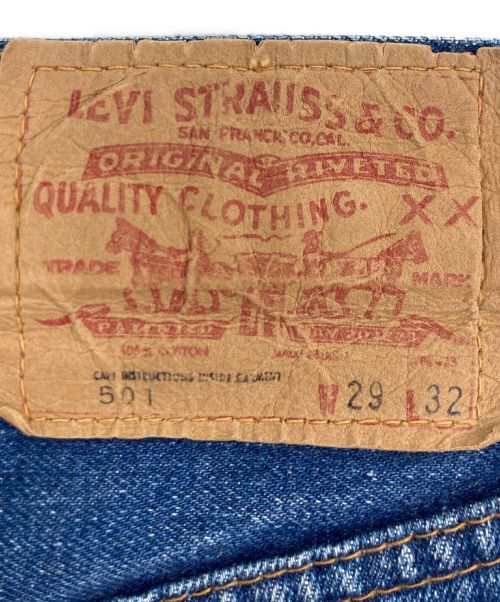 LEVI STRAUSS & CO.
SAN FRANCISCO, CAL.
ORIGINAL RIVETED
QUALITY CLOTHING. XX
TRADE MARK
PATENTED
100% COTTON
CARE INSTRUCTIONS INSIDE GARMENT
501 W 29 L 32